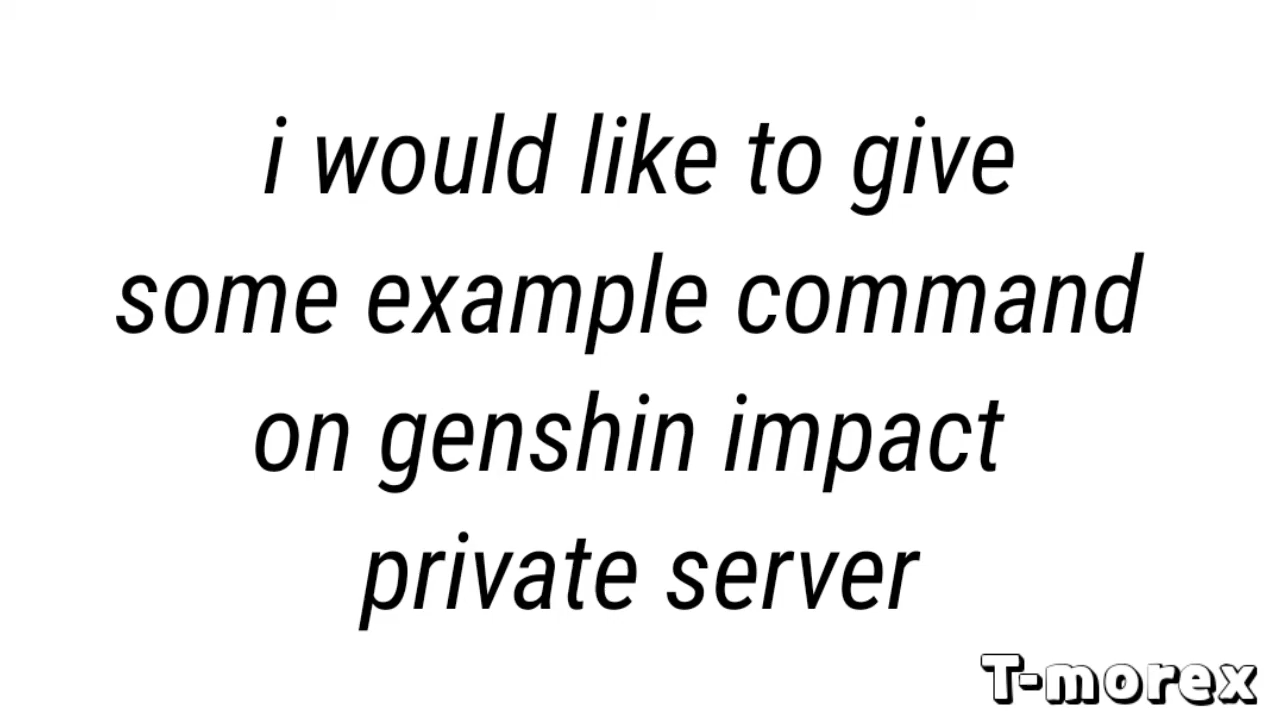 i would like to give
some example command
on genshin impact
private server
T-morex